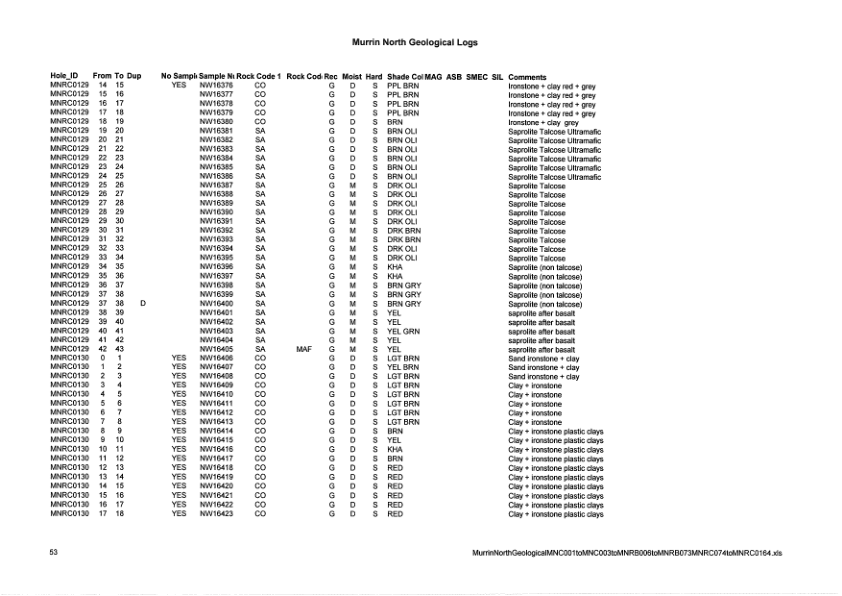 Murrin North Geological Logs
Hole_ID From To Dup No Sampl Sample Nu Rock Code 1 Rock Cod Rec Moist Hard Shade Col MAG ASB SMEC SIL Comments
MNRC0129 14 15 YES NW16376 CO G D S PPL BRN Ironstone + clay red + grey
MNRC0129 15 16 NW16377 CO G D S PPL BRN Ironstone + clay red + grey
MNRC0129 16 17 NW16378 CO G D S PPL BRN Ironstone + clay red + grey
MNRC0129 17 18 NW16379 CO G D S PPL BRN Ironstone + clay red + grey
MNRC0129 18 19 NW16380 CO G D S BRN Ironstone + clay grey
MNRC0129 19 20 NW16381 SA G D S BRN OLI Saprolite Talcose Ultramafic
MNRC0129 20 21 NW16382 SA G D S BRN OLI Saprolite Talcose Ultramafic
MNRC0129 21 22 NW16383 SA G D S BRN OLI Saprolite Talcose Ultramafic
MNRC0129 22 23 NW16384 SA G D S BRN OLI Saprolite Talcose Ultramafic
MNRC0129 23 24 NW16385 SA G D S BRN OLI Saprolite Talcose Ultramafic
MNRC0129 24 25 NW16386 SA G D S BRN OLI Saprolite Talcose Ultramafic
MNRC0129 25 26 NW16387 SA G M S DRK OLI Saprolite Talcose
MNRC0129 26 27 NW16388 SA G M S DRK OLI Saprolite Talcose
MNRC0129 27 28 NW16389 SA G M S DRK OLI Saprolite Talcose
MNRC0129 28 29 NW16390 SA G M S DRK OLI Saprolite Talcose
MNRC0129 29 30 NW16391 SA G M S DRK OLI Saprolite Talcose
MNRC0129 30 31 NW16392 SA G M S DRK BRN Saprolite Talcose
MNRC0129 31 32 NW16393 SA G M S DRK BRN Saprolite Talcose
MNRC0129 32 33 NW16394 SA G M S DRK OLI Saprolite Talcose
MNRC0129 33 34 NW16395 SA G M S DRK OLI Saprolite Talcose
MNRC0129 34 35 NW16396 SA G M S KHA Saprolite (non talcose)
MNRC0129 35 36 NW16397 SA G M S KHA Saprolite (non talcose)
MNRC0129 36 37 NW16398 SA G M S BRN GRY Saprolite (non talcose)
MNRC0129 37 38 NW16399 SA G M S BRN GRY Saprolite (non talcose)
MNRC0129 37 38 D NW16400 SA G M S BRN GRY Saprolite (non talcose)
MNRC0129 38 39 NW16401 SA G M S YEL saprolite after basalt
MNRC0129 39 40 NW16402 SA G M S YEL saprolite after basalt
MNRC0129 40 41 NW16403 SA G M S YEL GRN saprolite after basalt
MNRC0129 41 42 NW16404 SA G M S YEL saprolite after basalt
MNRC0129 42 43 NW16405 SA MAF G M S YEL saprolite after basalt
MNRC0130 0 1 YES NW16406 CO G D S LGT BRN Sand ironstone + clay
MNRC0130 1 2 YES NW16407 CO G D S YEL BRN Sand ironstone + clay
MNRC0130 2 3 YES NW16408 CO G D S LGT BRN Sand ironstone + clay
MNRC0130 3 4 YES NW16409 CO G D S LGT BRN Clay + ironstone
MNRC0130 4 5 YES NW16410 CO G D S LGT BRN Clay + ironstone
MNRC0130 5 6 YES NW16411 CO G D S LGT BRN Clay + ironstone
MNRC0130 6 7 YES NW16412 CO G D S LGT BRN Clay + ironstone
MNRC0130 7 8 YES NW16413 CO G D S LGT BRN Clay + ironstone
MNRC0130 8 9 YES NW16414 CO G D S BRN Clay + ironstone plastic clays
MNRC0130 9 10 YES NW16415 CO G D S YEL Clay + ironstone plastic clays
MNRC0130 10 11 YES NW16416 CO G D S KHA Clay + ironstone plastic clays
MNRC0130 11 12 YES NW16417 CO G D S BRN Clay + ironstone plastic clays
MNRC0130 12 13 YES NW16418 CO G D S RED Clay + ironstone plastic clays
MNRC0130 13 14 YES NW16419 CO G D S RED Clay + ironstone plastic clays
MNRC0130 14 15 YES NW16420 CO G D S RED Clay + ironstone plastic clays
MNRC0130 15 16 YES NW16421 CO G D S RED Clay + ironstone plastic clays
MNRC0130 16 17 YES NW16422 CO G D S RED Clay + ironstone plastic clays
MNRC0130 17 18 YES NW16423 CO G D S RED Clay + ironstone plastic clays
53 MurrinNorthGeologicalMNC001toMNC003toMNRB006toMNRB073MNRC074toMNRC0164.xls